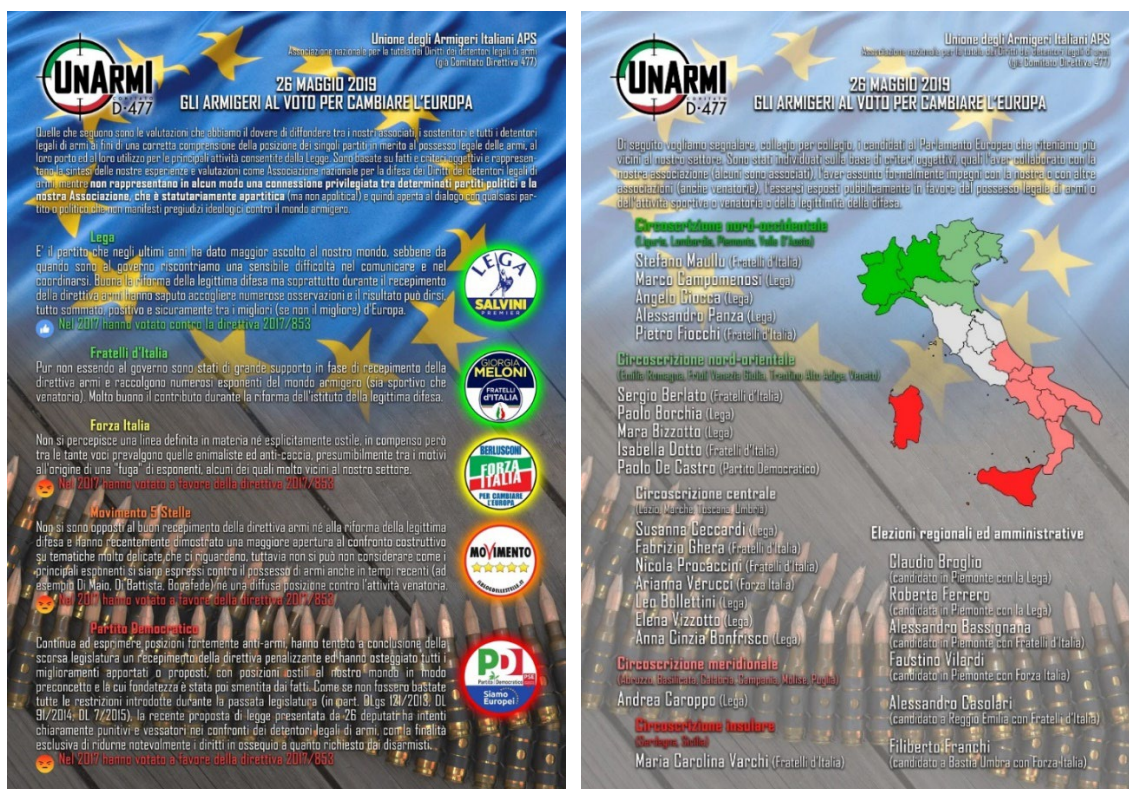 UNARMI
COMITATO
D-477
Unione degli Armigeri Italiani APS
Associazione nazionale per la tutela dei Diritti dei detentori legali di armi
(già Comitato Direttiva 477)
26 MAGGIO 2019
GLI ARMIGERI AL VOTO PER CAMBIARE L'EUROPA
Quelle che seguono sono le valutazioni che abbiamo il dovere di diffondere tra i nostri associati, i sostenitori e tutti i detentori
legali di armi ai fini di una corretta comprensione della posizione dei singoli partiti in merito al possesso legale delle armi, al
loro porto ed al loro utilizzo per le principali attività consentite dalla Legge. Sono basate su fatti e criteri oggettivi e rappresen-
tano la sintesi delle nostre esperienze e valutazioni come Associazione nazionale per la difesa dei Diritti dei detentori legali di
armi, mentre non rappresentano in alcun modo una connessione privilegiata tra determinati partiti politici e la
nostra Associazione, che è statutariamente apartitica (ma non apolitica!) e quindi aperta al dialogo con qualsiasi par-
tito o politico che non manifesti pregiudizi ideologici contro il mondo armigero.
Lega
E' il partito che negli ultimi anni ha dato maggior ascolto al nostro mondo, sebbene da
quando sono al governo riscontriamo una sensibile difficoltà nel comunicare e nel
coordinarsi. Buona la riforma della legittima difesa ma soprattutto durante il recepimento
della direttiva armi hanno saputo accogliere numerose osservazioni e il risultato può dirsi,
tutto sommato, positivo e sicuramente tra i migliori (se non il migliore) d'Europa.
Nel 2017 hanno votato contro la direttiva 2017/853
LEGA
SALVINI
PREMIER
Fratelli d'Italia
Pur non essendo al governo sono stati di grande supporto in fase di recepimento della
direttiva armi e raccolgono numerosi esponenti del mondo armigero (sia sportivo che
venatorio). Molto buono il contributo durante la riforma dell'istituto della legittima difesa.
GIORGIA
MELONI
FRATELLI
d'ITALIA
Forza Italia
Non si percepisce una linea definita in materia né esplicitamente ostile, in compenso però
tra le tante voci prevalgono quelle animaliste ed anti-caccia, presumibilmente tra i motivi
all'origine di una "fuga" di esponenti, alcuni dei quali molto vicini al nostro settore.
Nel 2017 hanno votato a favore della direttiva 2017/853
BERLUSCONI
FORZA
ITALIA
PER CAMBIARE
L'EUROPA
Movimento 5 Stelle
Non si sono opposti al buon recepimento della direttiva armi né alla riforma della legittima
difesa e hanno recentemente dimostrato una maggiore apertura al confronto costruttivo
su tematiche molto delicate che ci riguardano, tuttavia non si può non considerare come i
principali esponenti si siano espressi contro il possesso di armi anche in tempi recenti (ad
esempio Di Maio, Di Battista, Bonafede) né una diffusa posizione contro l'attività venatoria.
Nel 2017 hanno votato a favore della direttiva 2017/853
MOVIMENTO
ILBLOGDELLESTELLE.IT
Partito Democratico
Continua ad esprimere posizioni fortemente anti-armi, hanno tentato a conclusione della
scorsa legislatura un recepimento della direttiva penalizzante ed hanno osteggiato tutti i
miglioramenti apportati o proposti, con posizioni ostili al nostro mondo in modo
preconcetto e la cui fondatezza è stata poi smentita dai fatti. Come se non fossero bastate
tutte le restrizioni introdotte durante la passata legislatura (in part. DLgs 121/2013, DL
91/2014, DL 7/2015), la recente proposta di legge presentata da 26 deputati ha intenti
chiaramente punitivi e vessatori nei confronti dei detentori legali di armi, con la finalità
esclusiva di ridurne notevolmente i diritti in ossequio a quanto richiesto dai disarmisti.
Nel 2017 hanno votato a favore della direttiva 2017/853
PD
Partito Democratico
PSE
Siamo
Europei
UNARMI
COMITATO
D-477
Unione degli Armigeri Italiani APS
Associazione nazionale per la tutela dei Diritti dei detentori legali di armi
(già Comitato Direttiva 477)
26 MAGGIO 2019
GLI ARMIGERI AL VOTO PER CAMBIARE L'EUROPA
Di seguito vogliamo segnalare, collegio per collegio, i candidati al Parlamento Europeo che riteniamo più
vicini al nostro settore. Sono stati individuati sulla base di criteri oggettivi, quali l'aver collaborato con la
nostra associazione (alcuni sono associati), l'aver assunto formalmente impegni con la nostra o con altre
associazioni (anche venatorie), l'essersi esposti pubblicamente in favore del possesso legale di armi o
dell'attività sportiva o venatoria o della legittimità della difesa.
Circoscrizione nord-occidentale
(Liguria, Lombardia, Piemonte, Valle D'Aosta)
Stefano Maullu (Fratelli d'Italia)
Marco Campomenosi (Lega)
Angelo Ciocca (Lega)
Alessandro Panza (Lega)
Pietro Fiocchi (Fratelli d'Italia)
Circoscrizione nord-orientale
(Emilia Romagna, Friuli Venezia Giulia, Trentino Alto Adige, Veneto)
Sergio Berlato (Fratelli d'Italia)
Paolo Borchia (Lega)
Mara Bizzotto (Lega)
Isabella Dotto (Fratelli d'Italia)
Paolo De Castro (Partito Democratico)
Circoscrizione centrale
(Lazio, Marche, Toscana, Umbria)
Susanna Ceccardi (Lega)
Fabrizio Ghera (Fratelli d'Italia)
Nicola Procaccini (Fratelli d'Italia)
Arianna Verucci (Forza Italia)
Leo Bollettini (Lega)
Elena Vizzotto (Lega)
Anna Cinzia Bonfrisco (Lega)
Circoscrizione meridionale
(Abruzzo, Basilicata, Calabria, Campania, Molise, Puglia)
Andrea Caroppo (Lega)
Circoscrizione insulare
(Sardegna, Sicilia)
Maria Carolina Varchi (Fratelli d'Italia)
Elezioni regionali ed amministrative
Claudio Broglio
(candidato in Piemonte con la Lega)
Roberta Ferrero
(candidata in Piemonte con la Lega)
Alessandro Bassignana
(candidato in Piemonte con Fratelli d'Italia)
Faustino Vilardi
(candidato in Piemonte con Forza Italia)
Alessandro Casolari
(candidato a Reggio Emilia con Fratelli d'Italia)
Filiberto Franchi
(candidato a Bastia Umbra con Forza Italia)